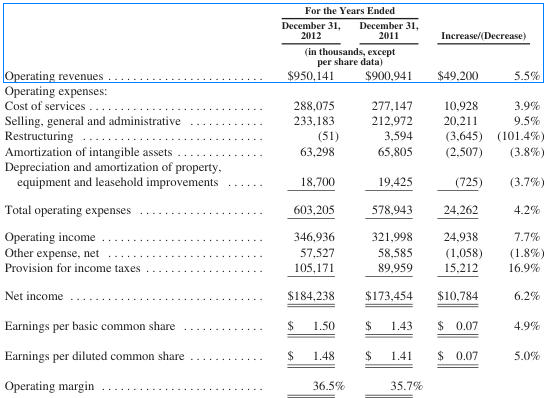 For the Years Ended
December 31, December 31,
2012 2011 Increase/(Decrease)
(in thousands, except
per share data)
Operating revenues . . . . . . . . . . . . . . . . . . . . . . . . . $950,141 $900,941 $49,200 5.5%
Operating expenses:
Cost of services . . . . . . . . . . . . . . . . . . . . . . . . . . . . 288,075 277,147 10,928 3.9%
Selling, general and administrative . . . . . . . . . . . . 233,183 212,972 20,211 9.5%
Restructuring . . . . . . . . . . . . . . . . . . . . . . . . . . . . . (51) 3,594 (3,645) (101.4%)
Amortization of intangible assets . . . . . . . . . . . . . . 63,298 65,805 (2,507) (3.8%)
Depreciation and amortization of property,
equipment and leasehold improvements . . . . . . 18,700 19,425 (725) (3.7%)
Total operating expenses . . . . . . . . . . . . . . . . . . . . 603,205 578,943 24,262 4.2%
Operating income . . . . . . . . . . . . . . . . . . . . . . . . . . 346,936 321,998 24,938 7.7%
Other expense, net . . . . . . . . . . . . . . . . . . . . . . . . . 57,527 58,585 (1,058) (1.8%)
Provision for income taxes . . . . . . . . . . . . . . . . . . . 105,171 89,959 15,212 16.9%
Net income . . . . . . . . . . . . . . . . . . . . . . . . . . . . . . . $184,238 $173,454 $10,784 6.2%
Earnings per basic common share . . . . . . . . . . . . . $ 1.50 $ 1.43 $ 0.07 4.9%
Earnings per diluted common share . . . . . . . . . . . . $ 1.48 $ 1.41 $ 0.07 5.0%
Operating margin . . . . . . . . . . . . . . . . . . . . . . . . . . 36.5% 35.7%